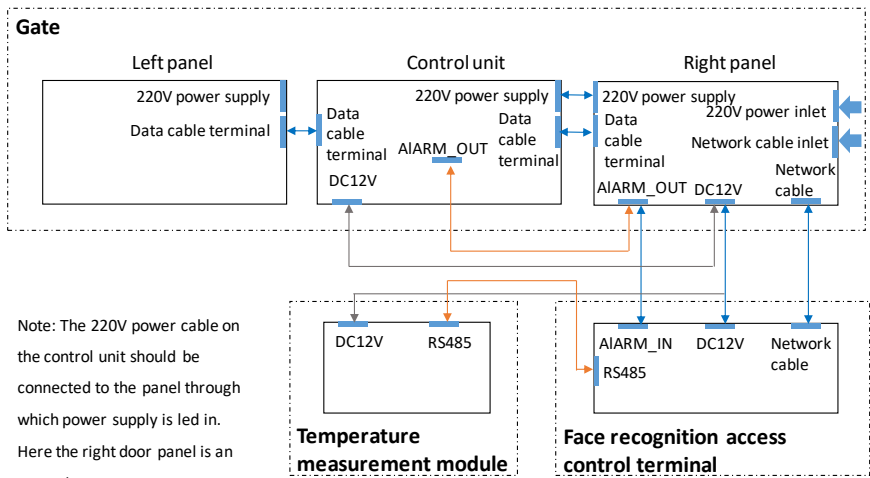 Gate
Left panel
Control unit
Right panel
220V power supply
Data cable terminal
220V power supply
Data
cable
terminal
Data
cable
terminal
AlARM_OUT
DC12V
220V power supply
220V power inlet
Data
cable
terminal
Network cable inlet
Network
cable
AlARM_OUT
DC12V
Note: The 220V power cable on
the control unit should be
connected to the panel through
which power supply is led in.
Here the right door panel is an
DC12V
RS485
Temperature
measurement module
AlARM_IN
DC12V
Network
cable
RS485
Face recognition access
control terminal